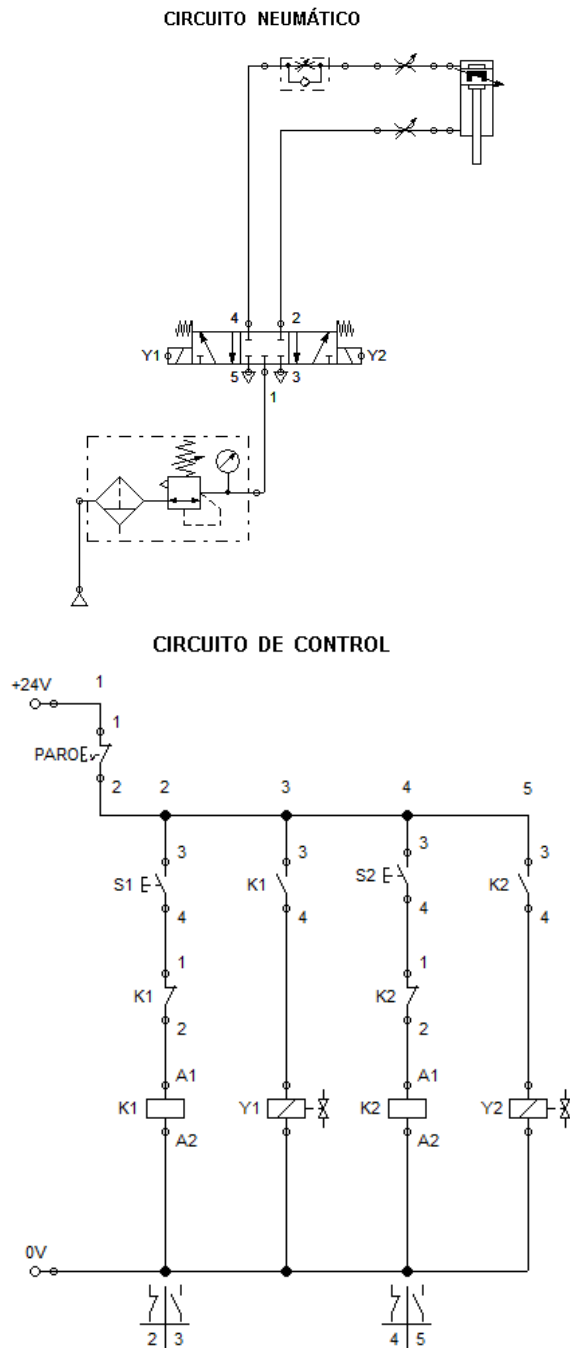 CIRCUITO NEUMÁTICO
4 2
Y1 Y2
5 3
1
CIRCUITO DE CONTROL
+24V 1
1
PARO
2 2 3 4 5
3 3 3 3
S1 K1 S2 K2
4 4 4 4
1 1
K1 K2
2 2
A1 A1
K1 Y1 K2 Y2
A2 A2
0V
2 3 4 5